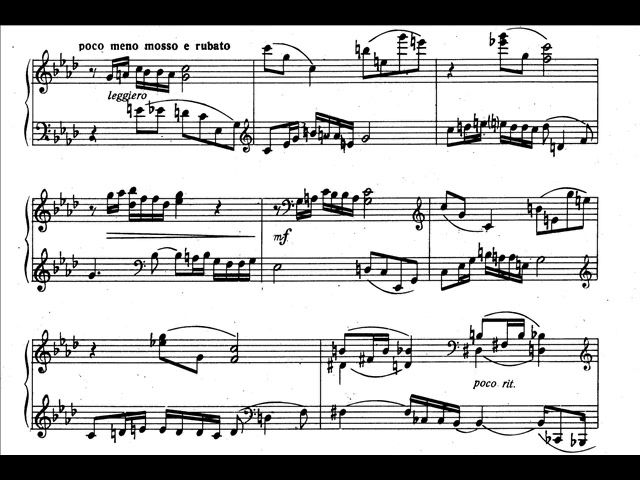 poco meno mosso e rubato
leggiero
mf
poco rit.